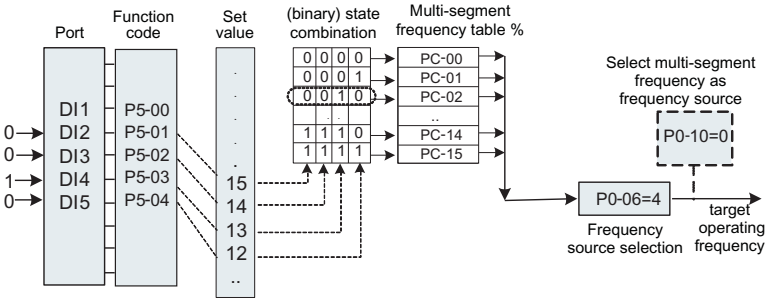 Port
Function
code
Set
value
(binary) state
combination
Multi-segment
frequency table %
DI1
DI2
DI3
DI4
DI5
0
0
1
0
P5-00
P5-01
P5-02
P5-03
P5-04
.
.
.
.
.
15
14
13
12
..
0 0 0 0
0 0 0 1
0 0 1 0
. .
1 1 1 0
1 1 1 1
PC-00
PC-01
PC-02
..
PC-14
PC-15
Select multi-segment
frequency as
frequency source
P0-10=0
P0-06=4
Frequency
source selection
target
operating
frequency